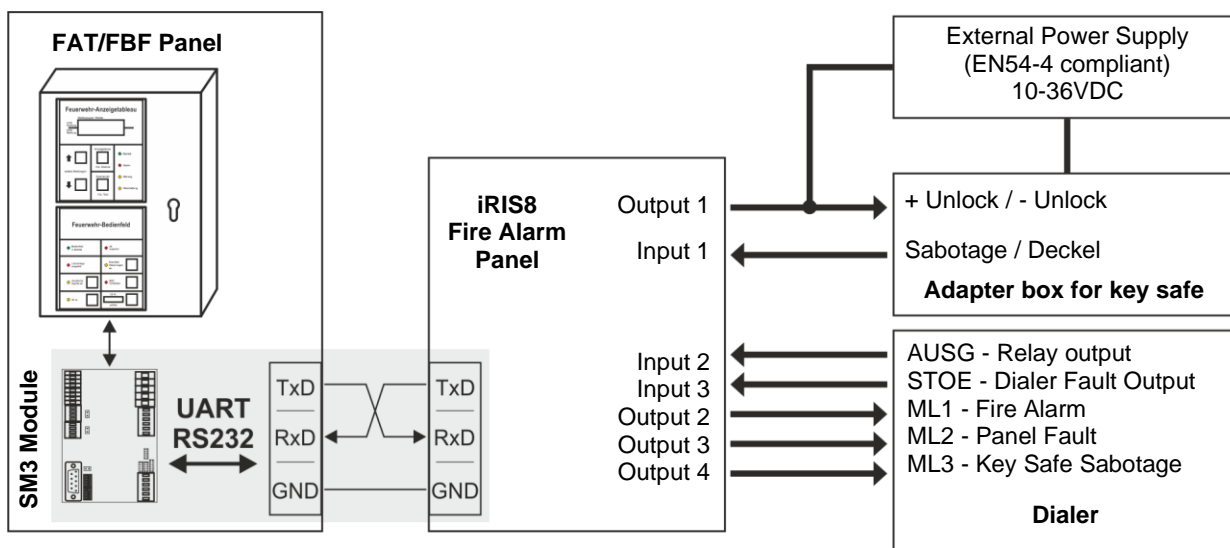 FAT/FBF Panel
Feuerwehr-Anzigetableau
Feuerwehr-Bedienfeld
SM3 Module
UART
RS232
TxD
RxD
GND
TxD
RxD
GND
iRIS8
Fire Alarm
Panel
Output 1
Input 1
Input 2
Input 3
Output 2
Output 3
Output 4
External Power Supply
(EN54-4 compliant)
10-36VDC
+ Unlock / - Unlock
Sabotage / Deckel
Adapter box for key safe
AUSG - Relay output
STOE - Dialer Fault Output
ML1 - Fire Alarm
ML2 - Panel Fault
ML3 - Key Safe Sabotage
Dialer